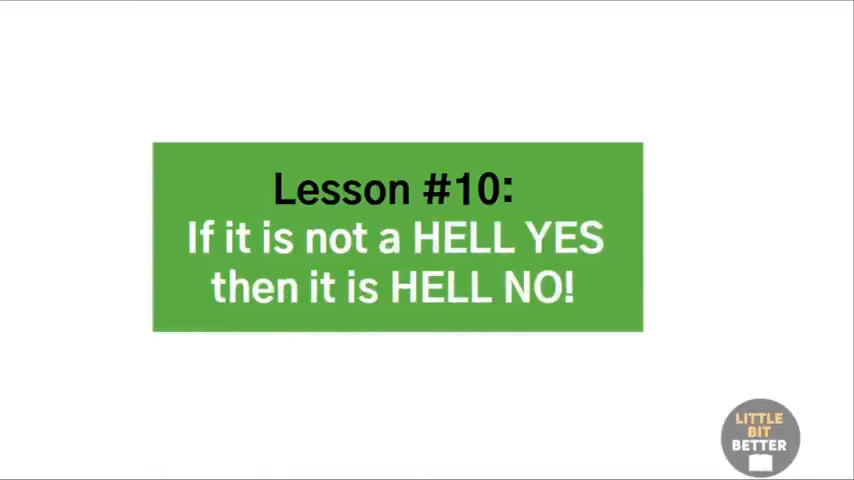 Lesson #10:
If it is not a HELL YES
then it is HELL NO!
LITTLE
BIT
BETTER